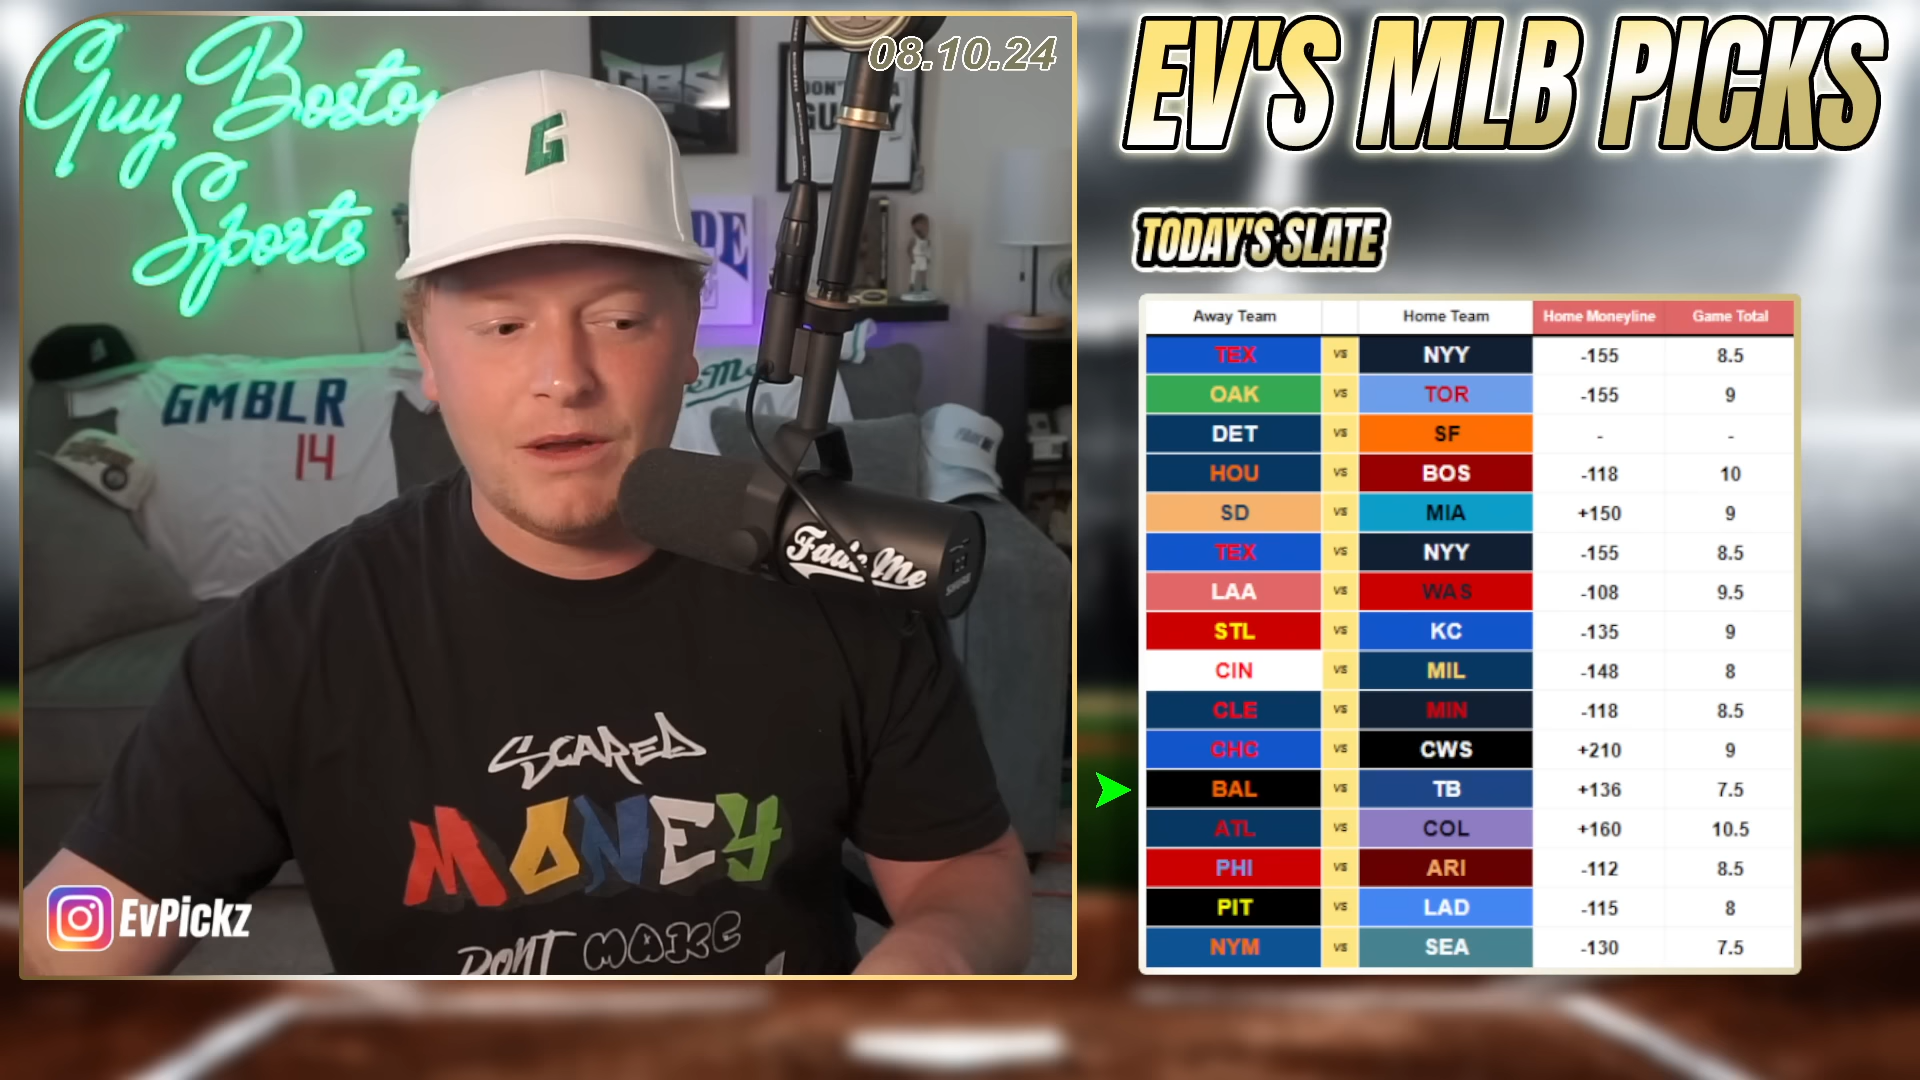 Guy Boston
Sports
08.10.24
GBS
GMBLR
14
Fade Me
SCARED
MONEY
DON'T MAKE
EvPickz
EV'S MLB PICKS
TODAY'S SLATE
Away Team Home Team Home Moneyline Game Total
TEX VS NYY -155 8.5
OAK VS TOR -155 9
DET VS SF - -
HOU VS BOS -118 10
SD VS MIA +150 9
TEX VS NYY -155 8.5
LAA VS WAS -108 9.5
STL VS KC -135 9
CIN VS MIL -148 8
CLE VS MIN -118 8.5
CHC VS CWS +210 9
BAL VS TB +136 7.5
ATL VS COL +160 10.5
PHI VS ARI -112 8.5
PIT VS LAD -115 8
NYM VS SEA -130 7.5